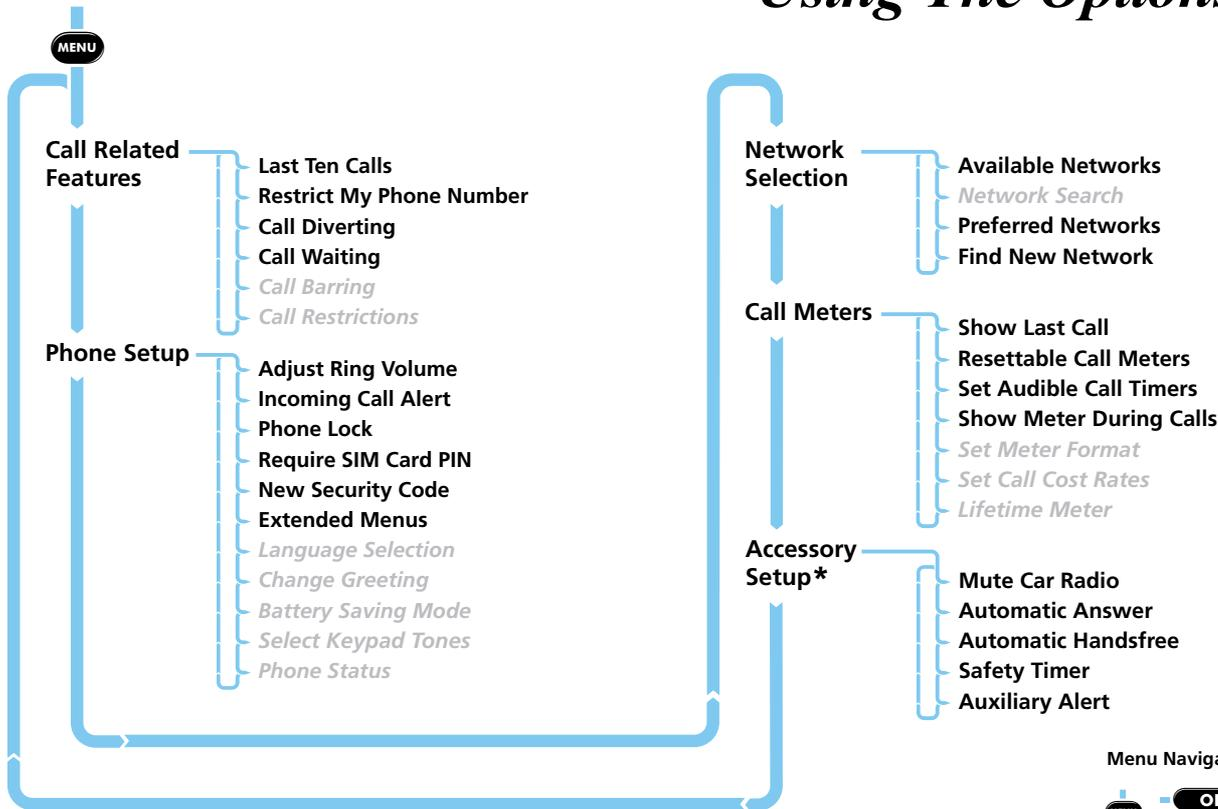 Using The Options
MENU
Call Related
Features
Last Ten Calls
Restrict My Phone Number
Call Diverting
Call Waiting
Call Barring
Call Restrictions
Phone Setup
Adjust Ring Volume
Incoming Call Alert
Phone Lock
Require SIM Card PIN
New Security Code
Extended Menus
Language Selection
Change Greeting
Battery Saving Mode
Select Keypad Tones
Phone Status
Network
Selection
Available Networks
Network Search
Preferred Networks
Find New Network
Call Meters
Show Last Call
Resettable Call Meters
Set Audible Call Timers
Show Meter During Calls
Set Meter Format
Set Call Cost Rates
Lifetime Meter
Accessory
Setup*
Mute Car Radio
Automatic Answer
Automatic Handsfree
Safety Timer
Auxiliary Alert
Menu